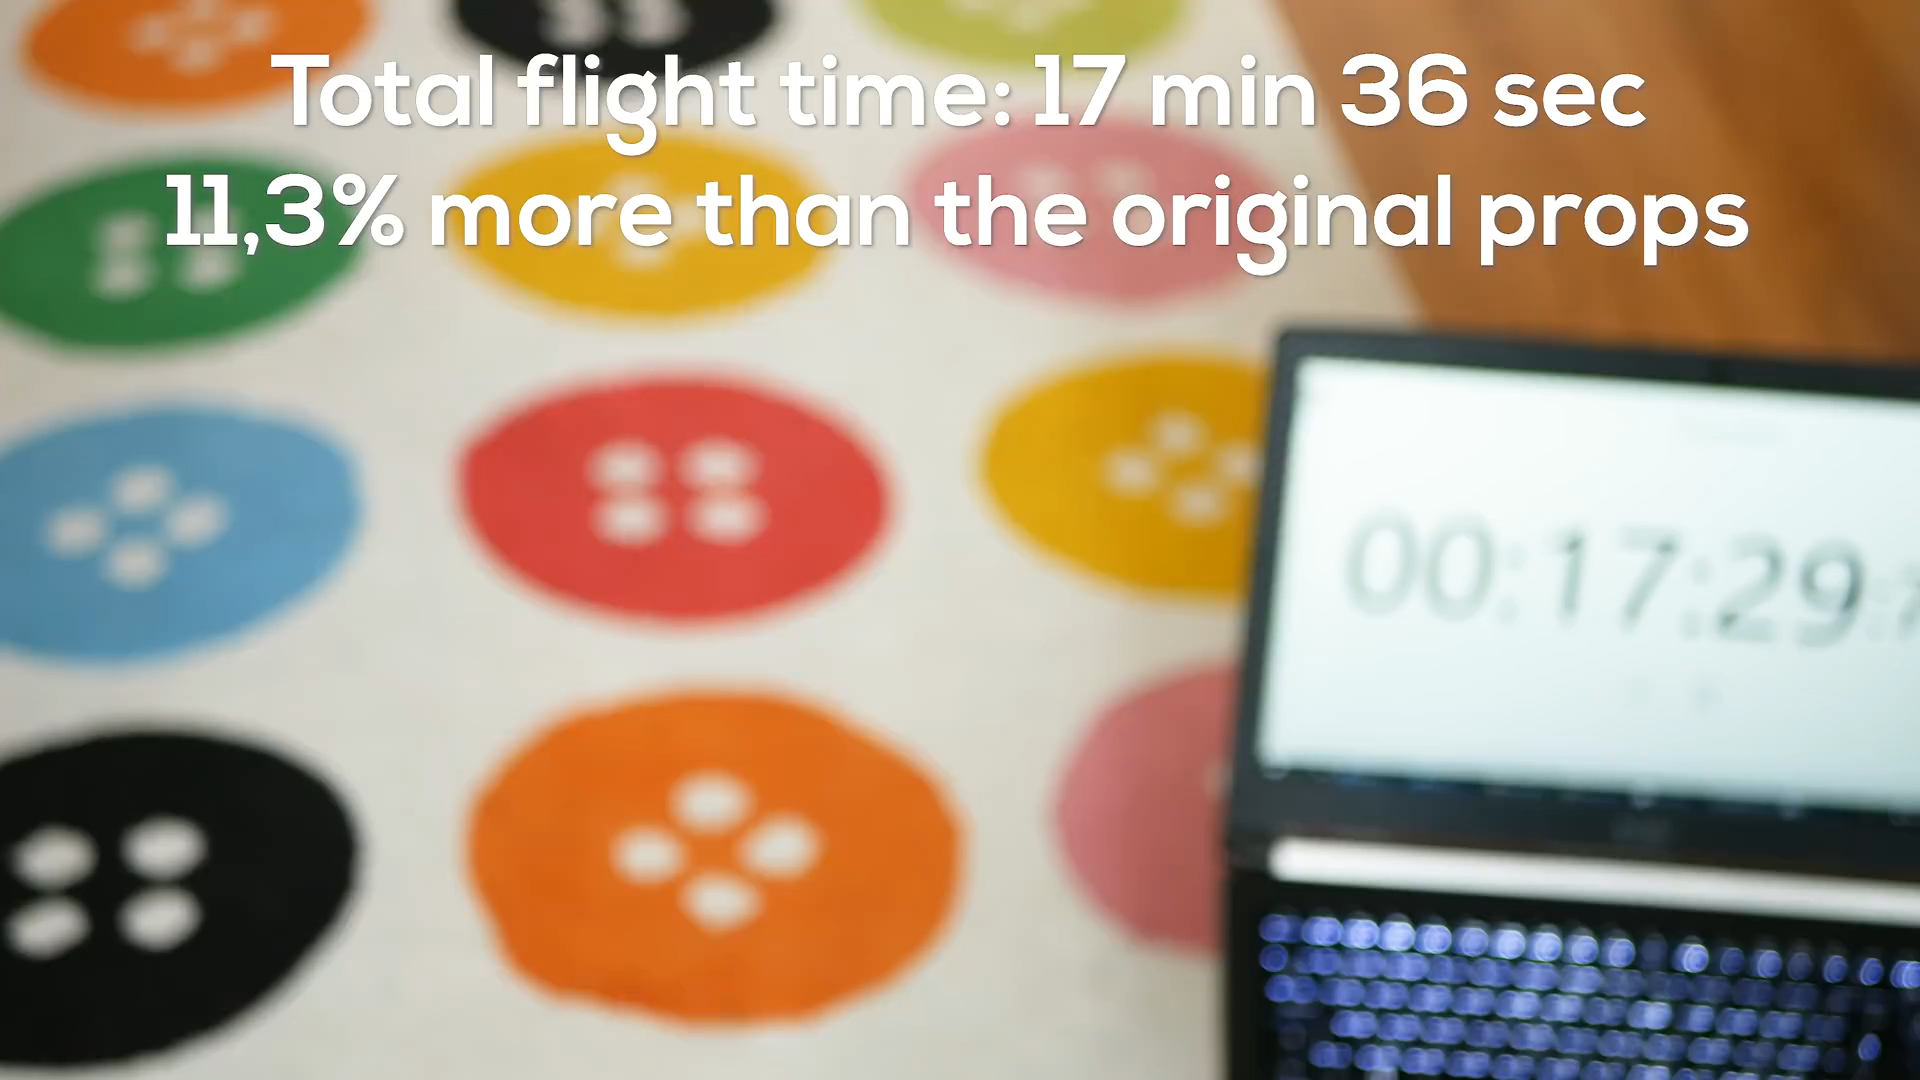 Total flight time: 17 min 36 sec
11,3% more than the original props
00:17:29